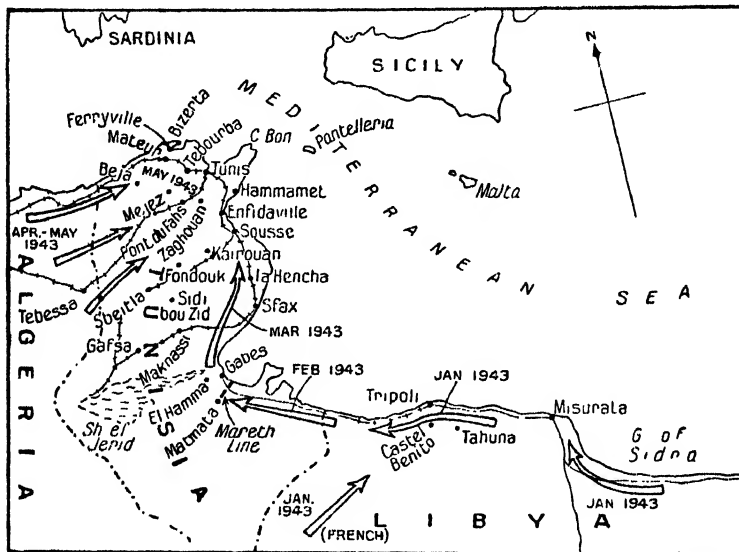 SARDINIA
SICILY
N
MEDITERRANEAN SEA
Ferryville
Bizerta
Mateur
Tebourba
C Bon
Pantelleria
Beja
MAY 1943
Tunis
Malta
Hammamet
Mejez
Enfidaville
APR.-MAY
1943
Pont du Fahs
Zaghouan
Sousse
Kairouan
Fondouk
la Hencha
Tebessa
Sbeitla
Sidi
bou Zid
Sfax
MAR 1943
Gafsa
Maknassi
Gabes
FEB 1943
JAN 1943
Tripoli
Misurata
El Hamma
Castel
Benito
Tahuna
Sh el
Jerid
Matmata
Mareth
Line
G of
Sidra
JAN 1943
JAN.
1943
(FRENCH)
ALGERIA
TUNISIA
LIBYA